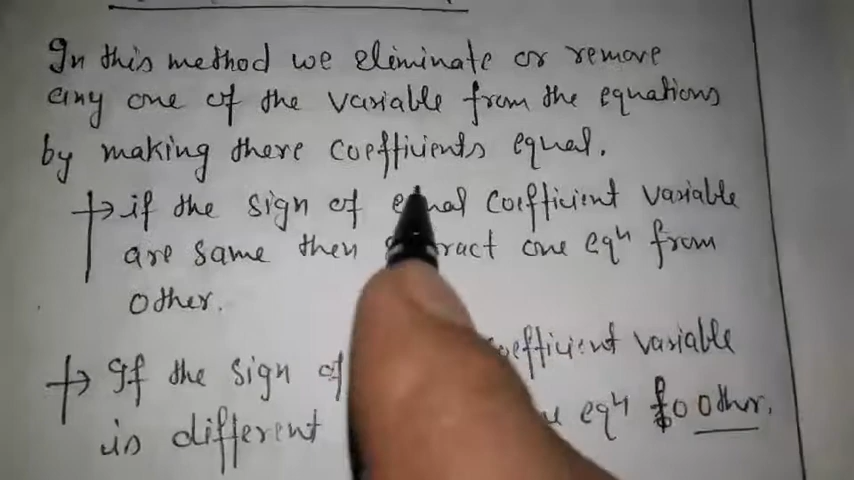 In this method we eliminate or remove
any one of the variable from the equations
by making there coefficients equal.
if the sign of equal coefficient variable
are same then one eqn from
other.
If the sign of coefficient variable
is different eqn to other.